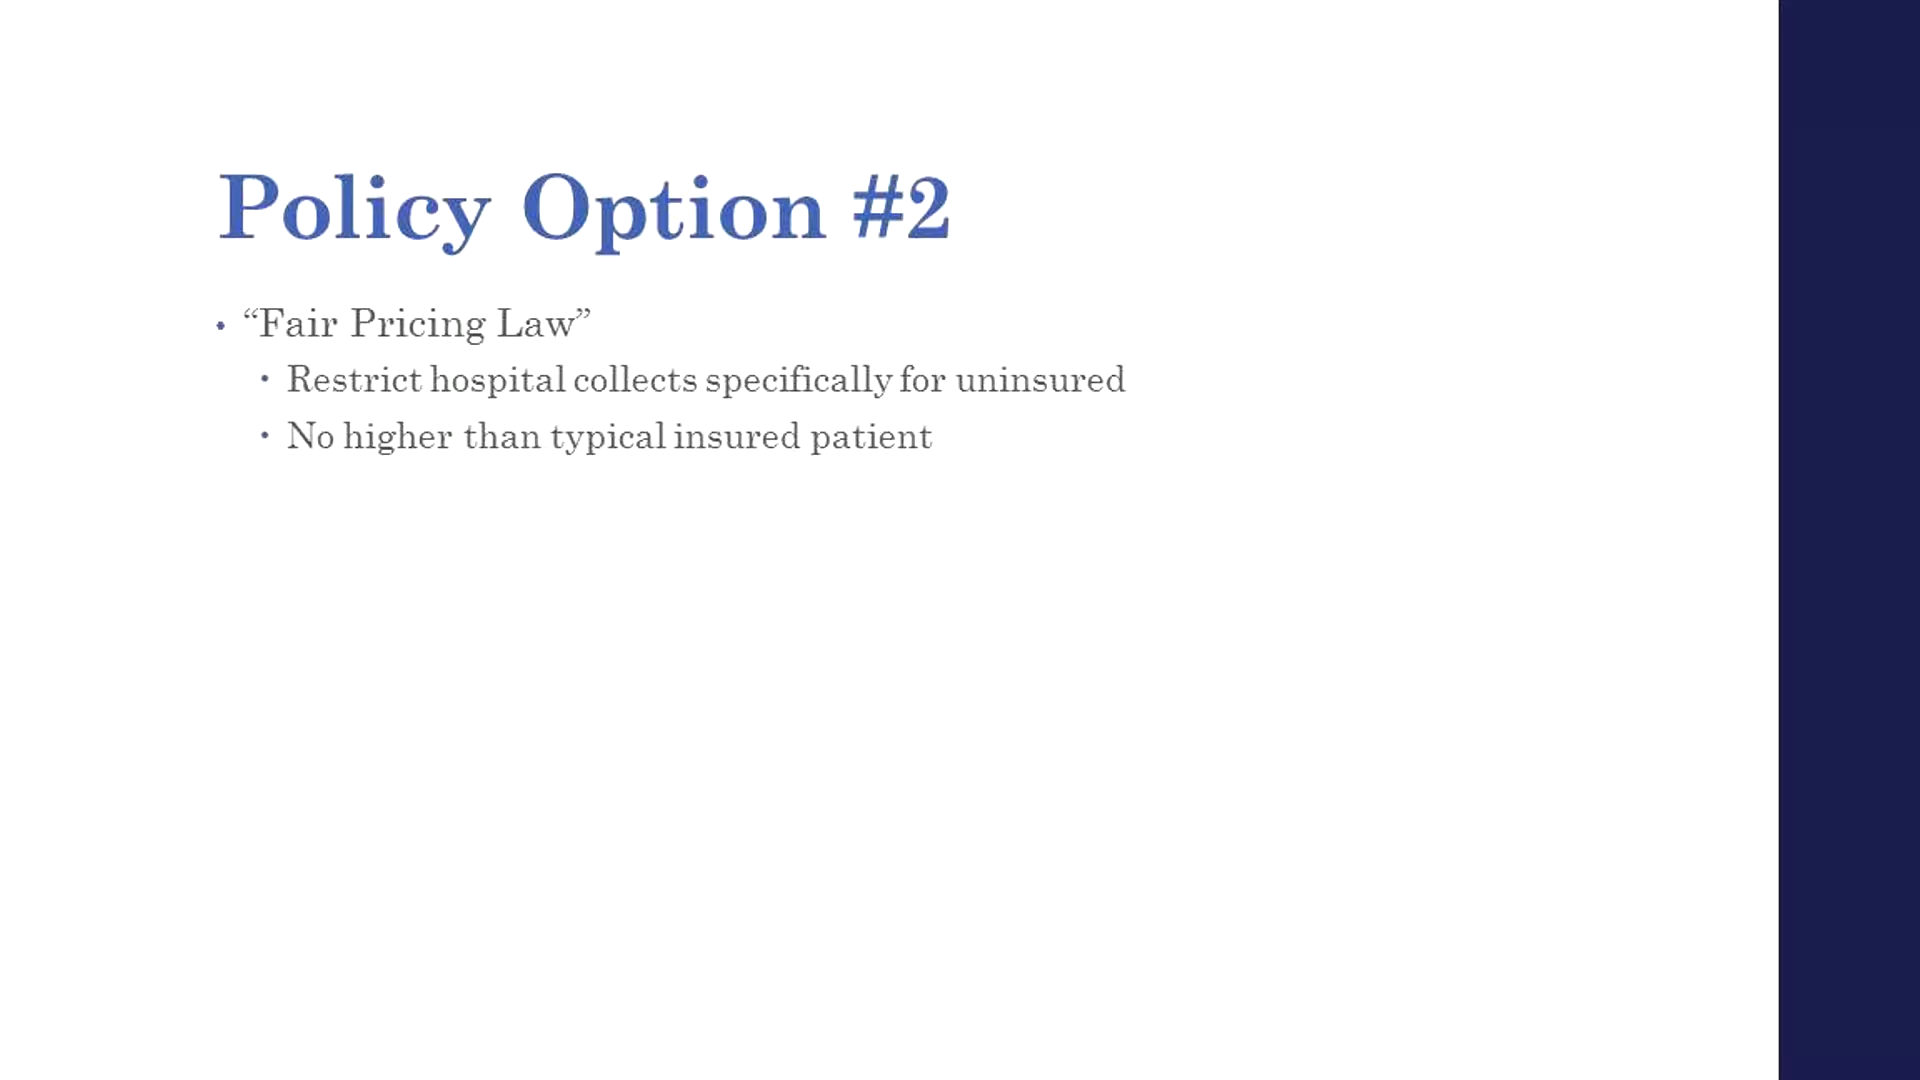 Policy Option #2
• “Fair Pricing Law”
• Restrict hospital collects specifically for uninsured
• No higher than typical insured patient